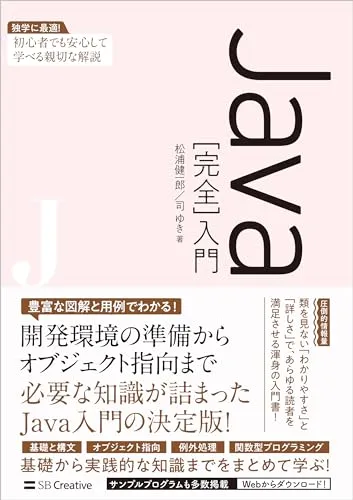 独学に最適!
初心者でも安心して
学べる親切な解説
Java
[完全]入門
松浦健一郎/司 ゆき 著
J
圧倒的情報量
類を見ない「わかりやすさ」と
「詳しさ」で、あらゆる読者を
満足させる渾身の入門書!
豊富な図解と用例でわかる!
開発環境の準備から
オブジェクト指向まで
必要な知識が詰まった
Java入門の決定版!
基礎と構文 オブジェクト指向 例外処理 関数型プログラミング
基礎から実践的な知識までをまとめて学ぶ!
SB Creative サンプルプログラムも多数掲載 Webからダウンロード!